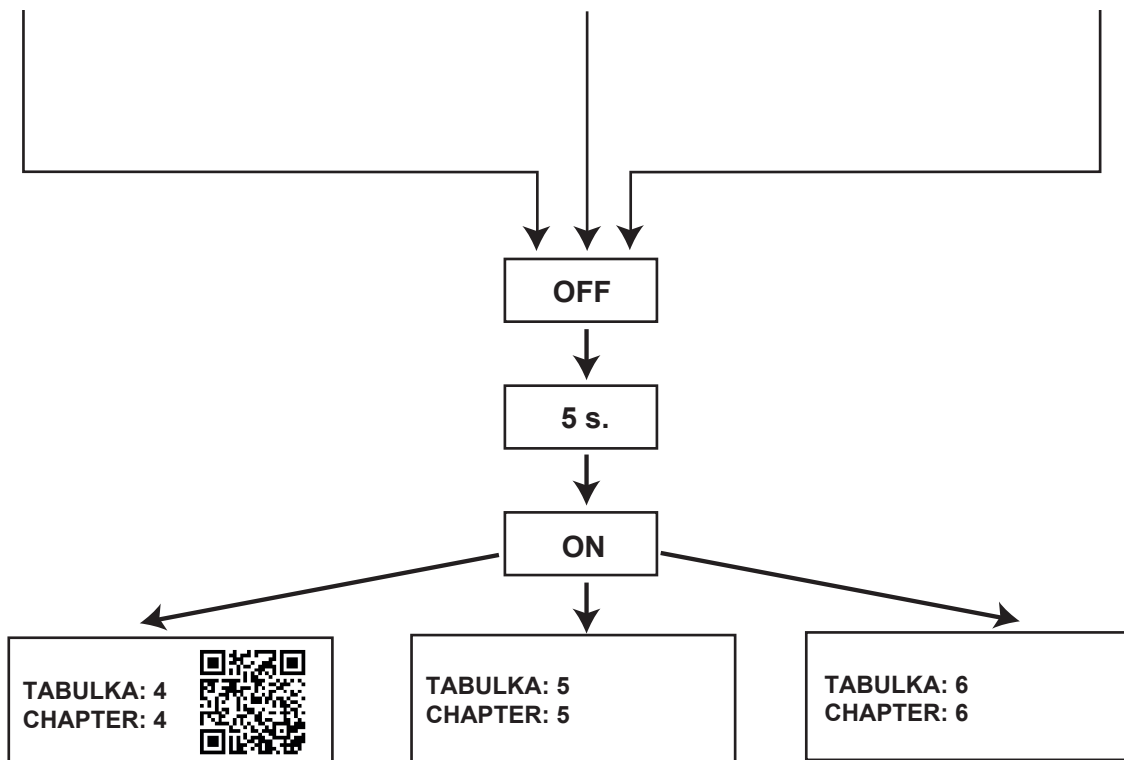 OFF
5 s.
ON
TABULKA: 4
CHAPTER: 4
TABULKA: 5
CHAPTER: 5
TABULKA: 6
CHAPTER: 6